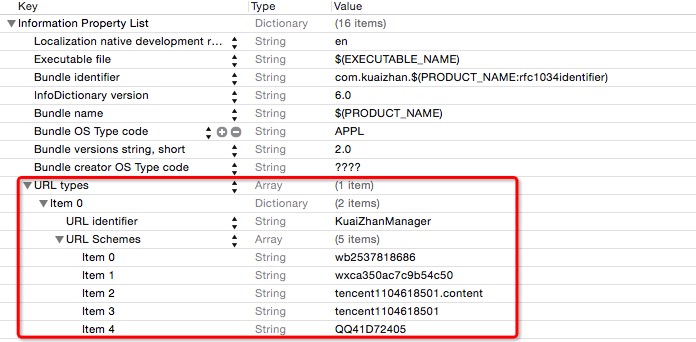 Key Type Value
Information Property List Dictionary (16 items)
Localization native development r... String en
Executable file String $(EXECUTABLE_NAME)
Bundle identifier String com.kuaizhan.$(PRODUCT_NAME:rfc1034identifier)
InfoDictionary version String 6.0
Bundle name String $(PRODUCT_NAME)
Bundle OS Type code String APPL
Bundle versions string, short String 2.0
Bundle creator OS Type code String ????
URL types Array (1 item)
Item 0 Dictionary (2 items)
URL identifier String KuaiZhanManager
URL Schemes Array (5 items)
Item 0 String wb2537818686
Item 1 String wxca350ac7c9b54c50
Item 2 String tencent1104618501.content
Item 3 String tencent1104618501
Item 4 String QQ41D72405